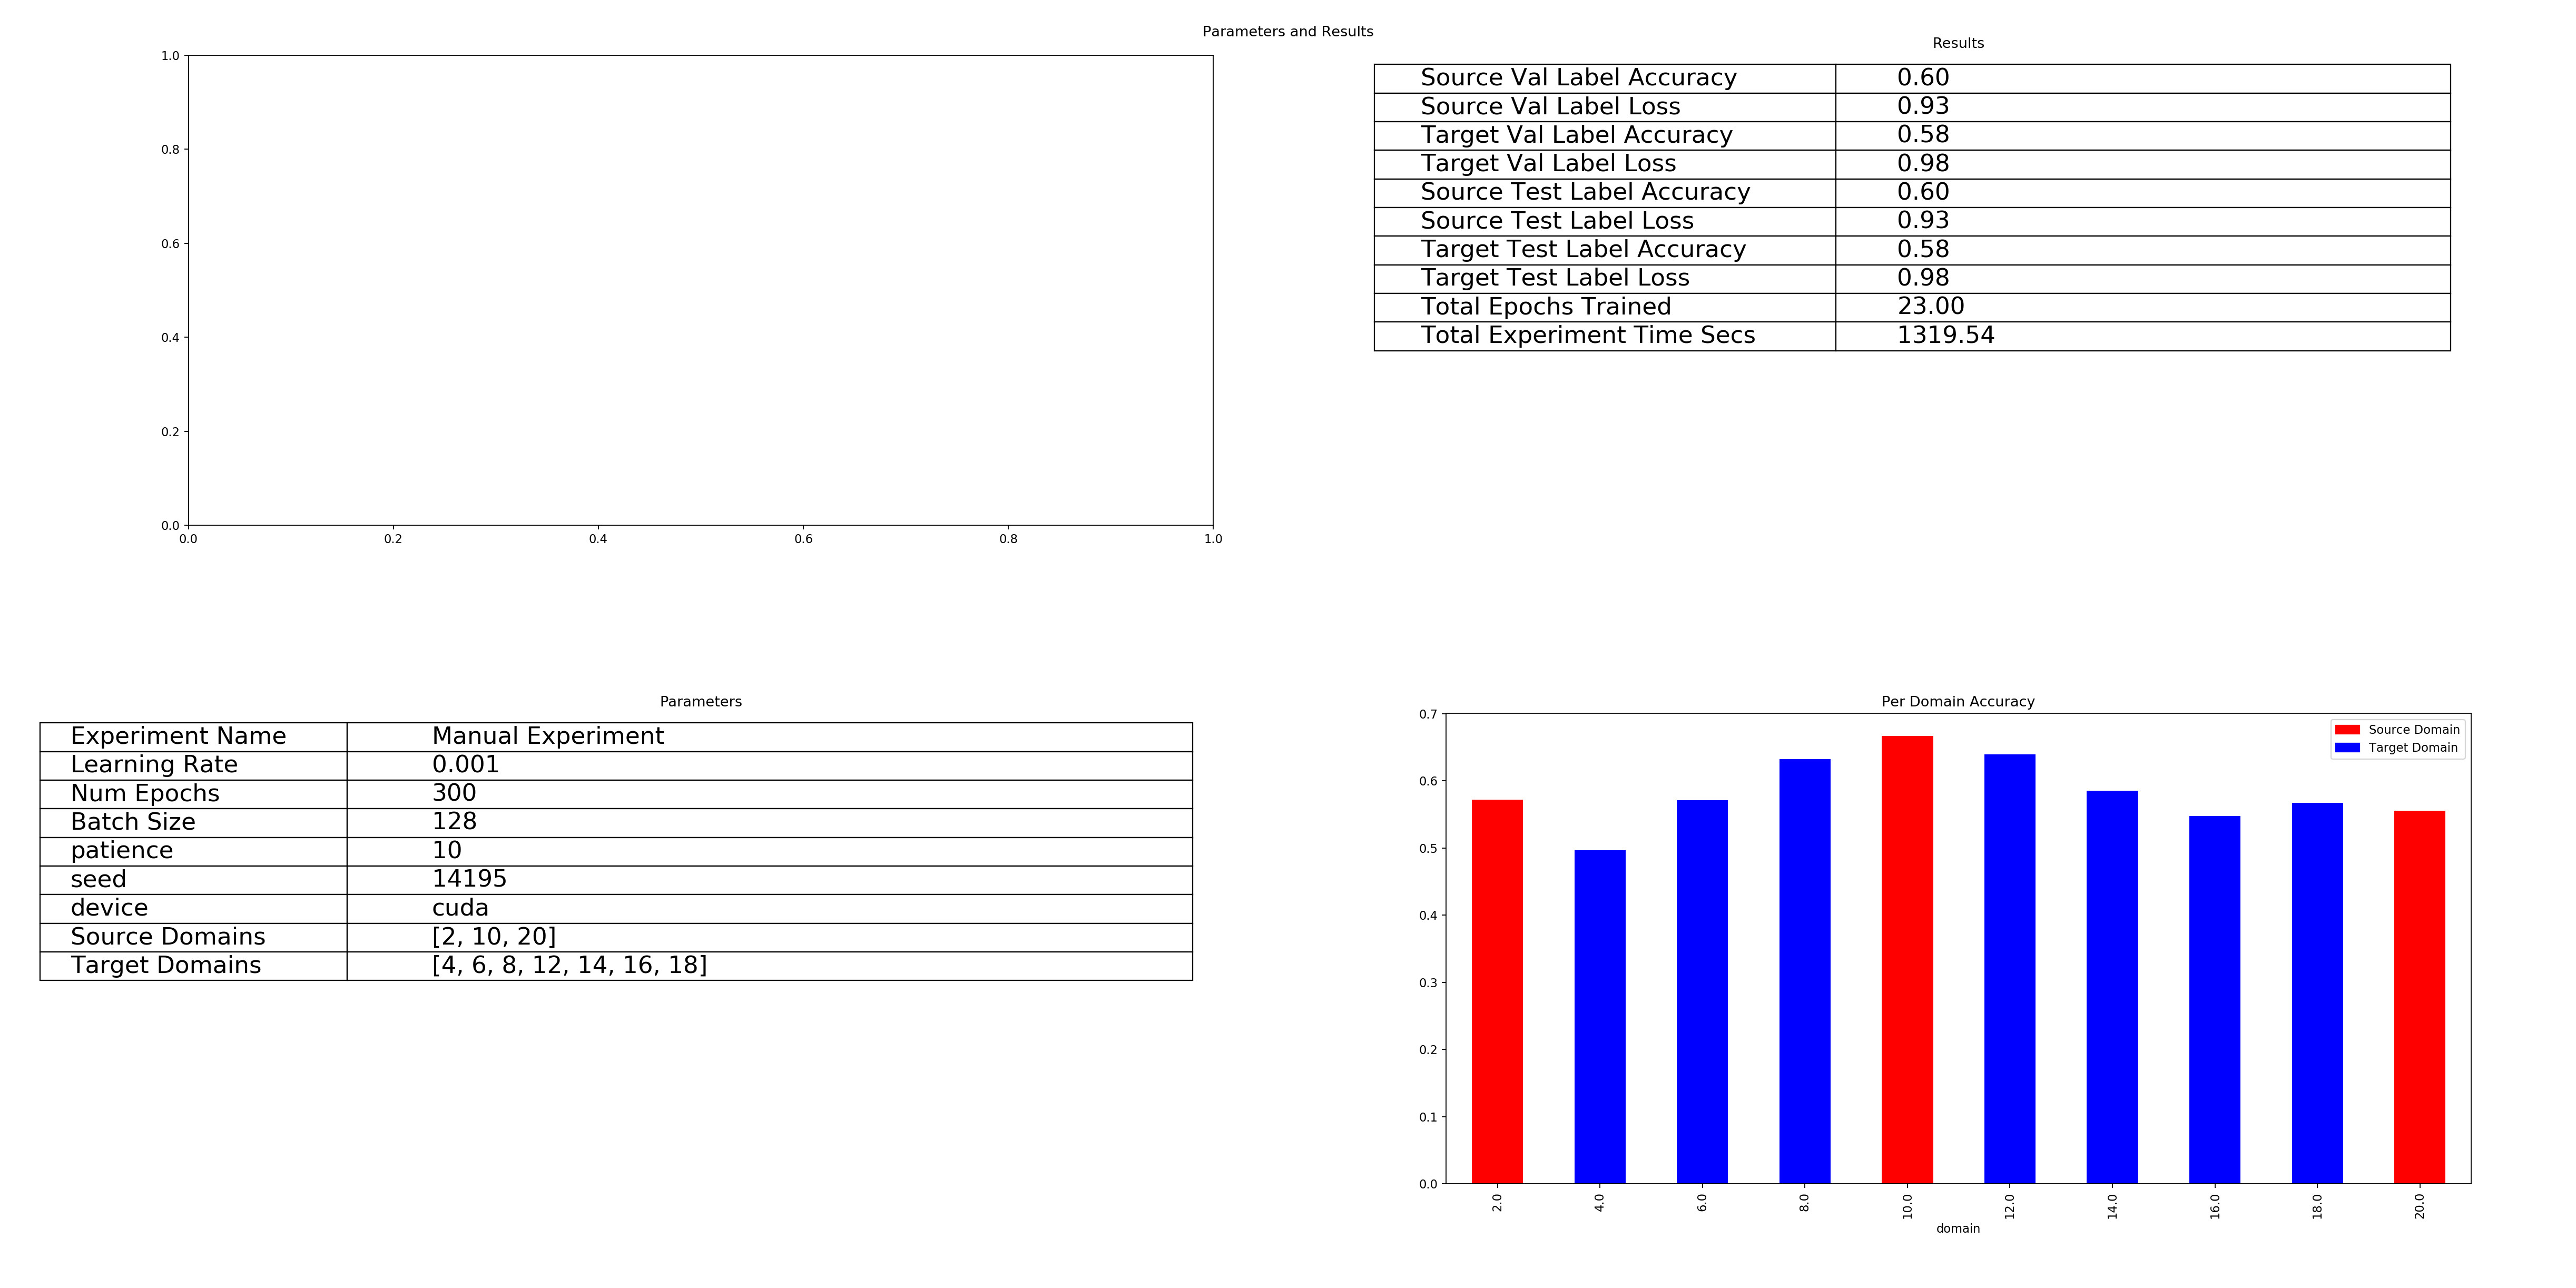 Parameters and Results
1.0
0.8
0.6
0.4
0.2
0.0
0.0 0.2 0.4 0.6 0.8 1.0
Results
Source Val Label Accuracy 0.60
Source Val Label Loss 0.93
Target Val Label Accuracy 0.58
Target Val Label Loss 0.98
Source Test Label Accuracy 0.60
Source Test Label Loss 0.93
Target Test Label Accuracy 0.58
Target Test Label Loss 0.98
Total Epochs Trained 23.00
Total Experiment Time Secs 1319.54
Parameters
Experiment Name Manual Experiment
Learning Rate 0.001
Num Epochs 300
Batch Size 128
patience 10
seed 14195
device cuda
Source Domains [2, 10, 20]
Target Domains [4, 6, 8, 12, 14, 16, 18]
Per Domain Accuracy
Source Domain
Target Domain
0.7
0.6
0.5
0.4
0.3
0.2
0.1
0.0
2.0 4.0 6.0 8.0 10.0 12.0 14.0 16.0 18.0 20.0
domain